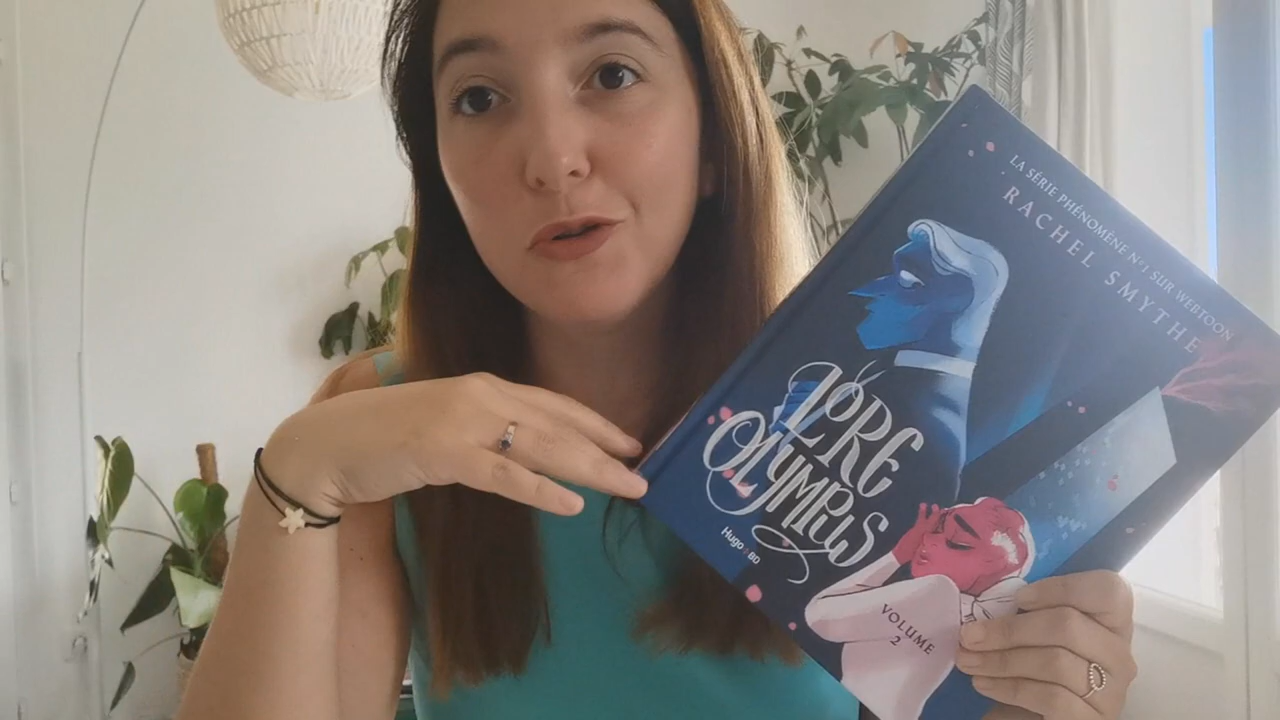 LA SÉRIE PHÉNOMÈNE N°1 SUR WEBTOON
RACHEL SMYTHE
LORE
OLYMPUS
Hugo BD
VOLUME
2